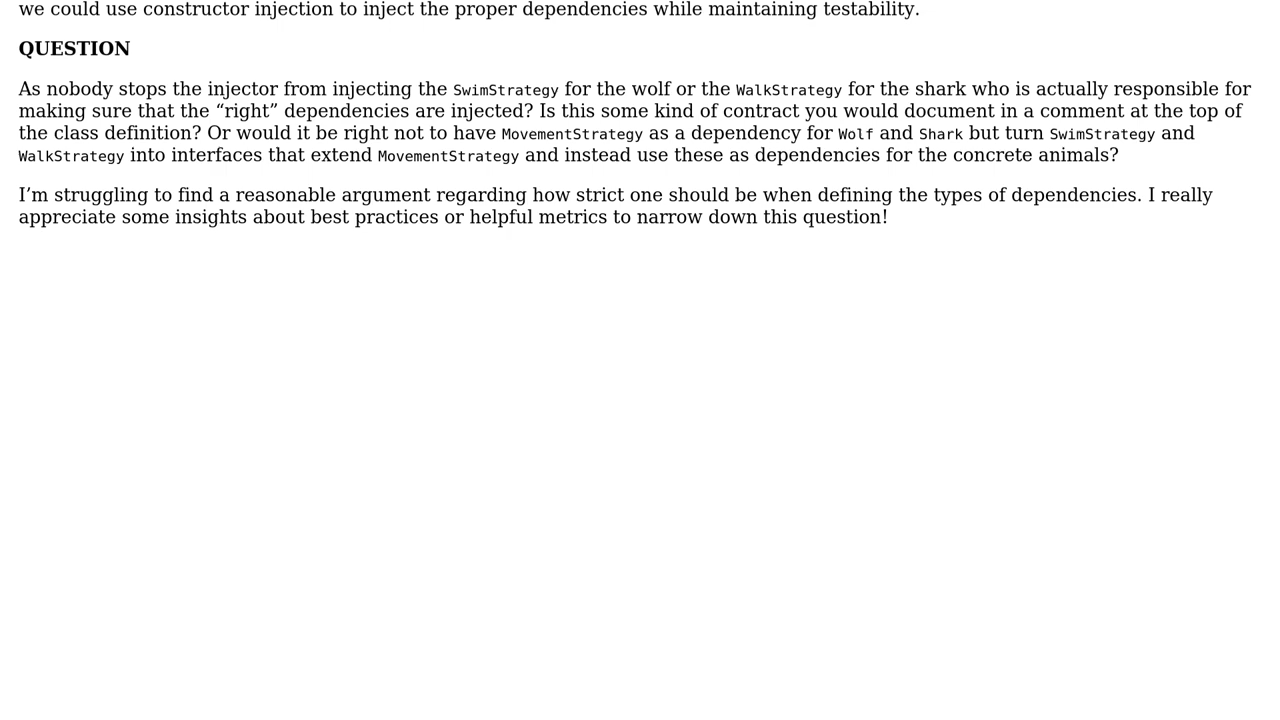 we could use constructor injection to inject the proper dependencies while maintaining testability.
QUESTION
As nobody stops the injector from injecting the SwimStrategy for the wolf or the WalkStrategy for the shark who is actually responsible for
making sure that the “right” dependencies are injected? Is this some kind of contract you would document in a comment at the top of
the class definition? Or would it be right not to have MovementStrategy as a dependency for Wolf and Shark but turn SwimStrategy and
WalkStrategy into interfaces that extend MovementStrategy and instead use these as dependencies for the concrete animals?
I’m struggling to find a reasonable argument regarding how strict one should be when defining the types of dependencies. I really
appreciate some insights about best practices or helpful metrics to narrow down this question!